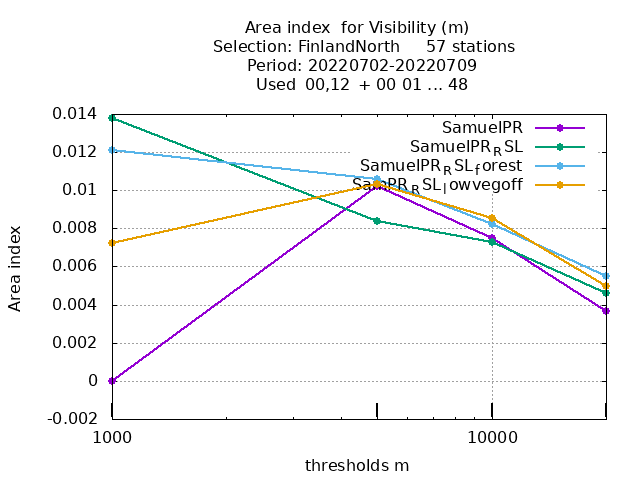 Area index for Visibility (m)
Selection: FinlandNorth 57 stations
Period: 20220702-20220709
Used 00,12 + 00 01 ... 48
0.014
0.012
0.01
0.008
0.006
0.004
0.002
0
-0.002
Area index
SamuelPR
SamuelPR_RSL
SamuelPR_RSL_forest
SamPR_RSL_lowvegoff
1000
10000
thresholds m